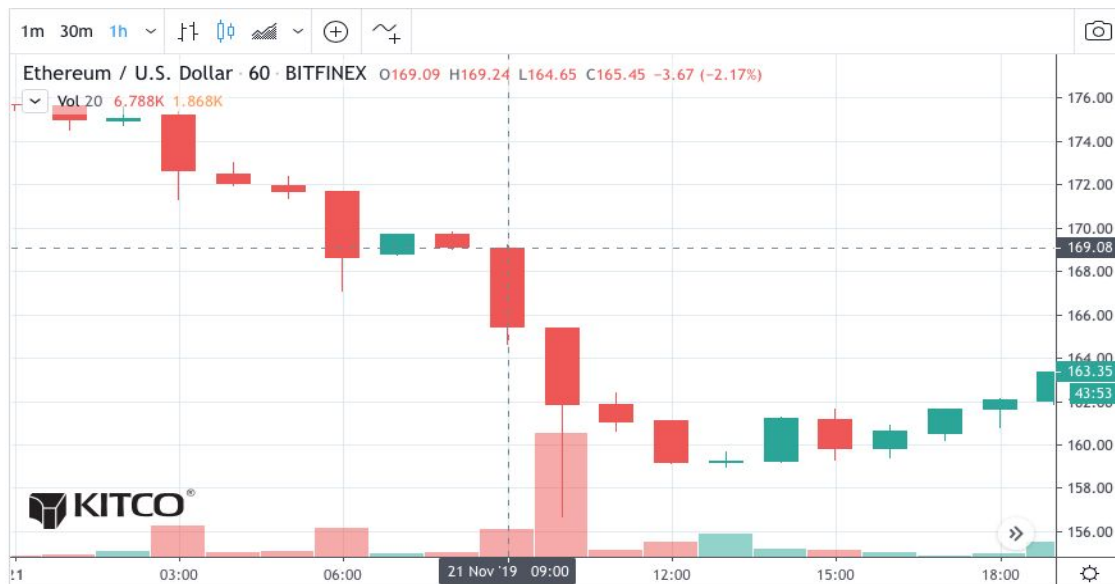 1m 30m 1h
Ethereum / U.S. Dollar · 60 · BITFINEX O169.09 H169.24 L164.65 C165.45 −3.67 (−2.17%)
Vol 20 6.788K 1.868K
176.00
174.00
172.00
170.00
169.08
168.00
166.00
164.00
163.35
43:53
162.00
160.00
158.00
156.00
KITCO®
21 03:00 06:00 21 Nov '19 09:00 12:00 15:00 18:00